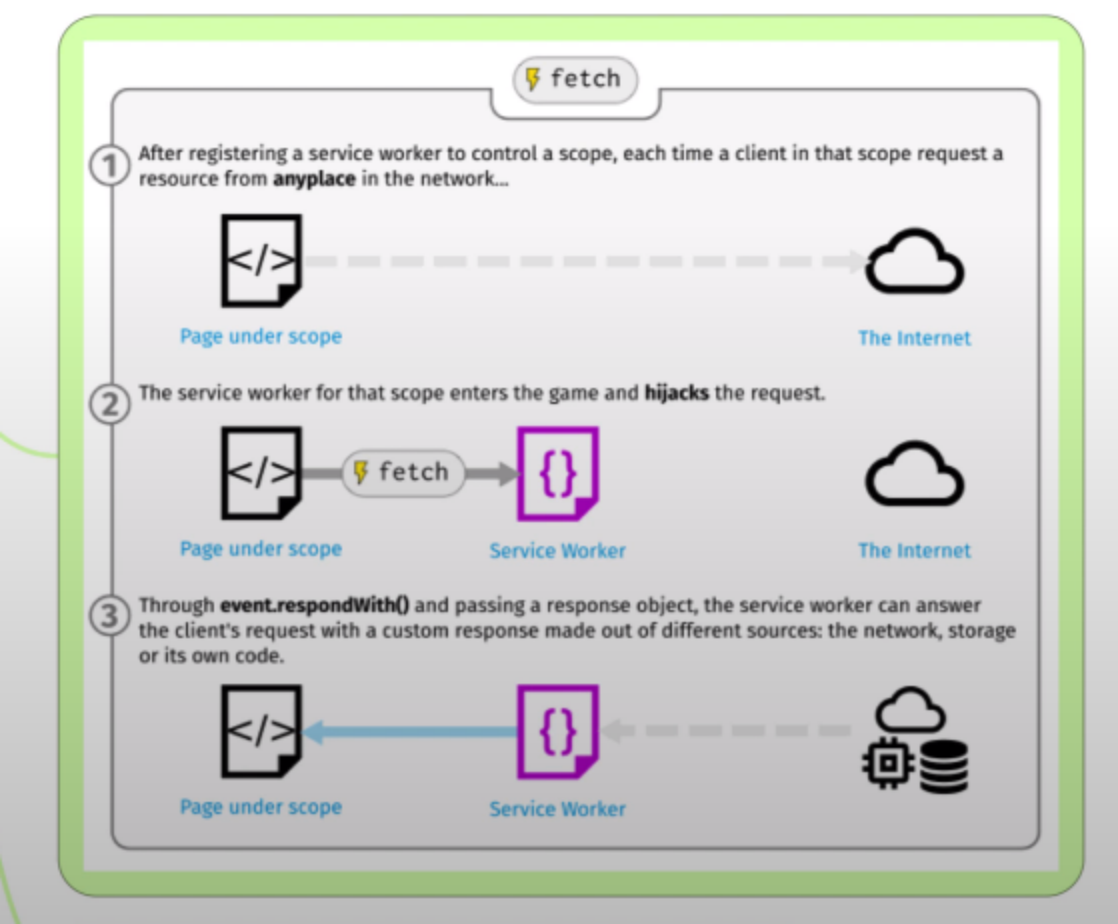 fetch
1
After registering a service worker to control a scope, each time a client in that scope request a
resource from anyplace in the network...
</>
Page under scope
The Internet
2
The service worker for that scope enters the game and hijacks the request.
</>
fetch
{}
Page under scope
Service Worker
The Internet
3
Through event.respondWith() and passing a response object, the service worker can answer
the client's request with a custom response made out of different sources: the network, storage
or its own code.
</>
{}
Page under scope
Service Worker